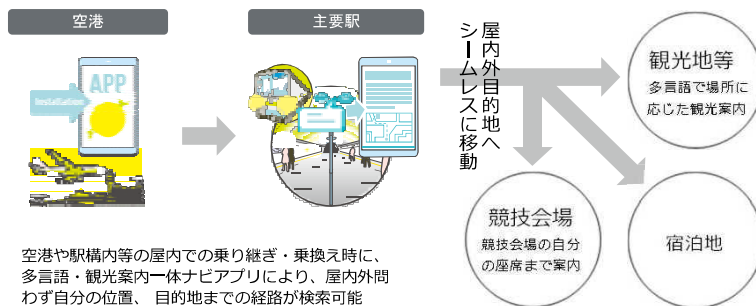 空港
主要駅
APP
Installation
屋内外目的地へ
シームレスに移動
観光地等
多言語で場所に
応じた観光案内
競技会場
競技会場の自分
の座席まで案内
宿泊地
空港や駅構内等の屋内での乗り継ぎ・乗換え時に、
多言語・観光案内一体ナビアプリにより、屋内外問
わず自分の位置、 目的地までの経路が検索可能